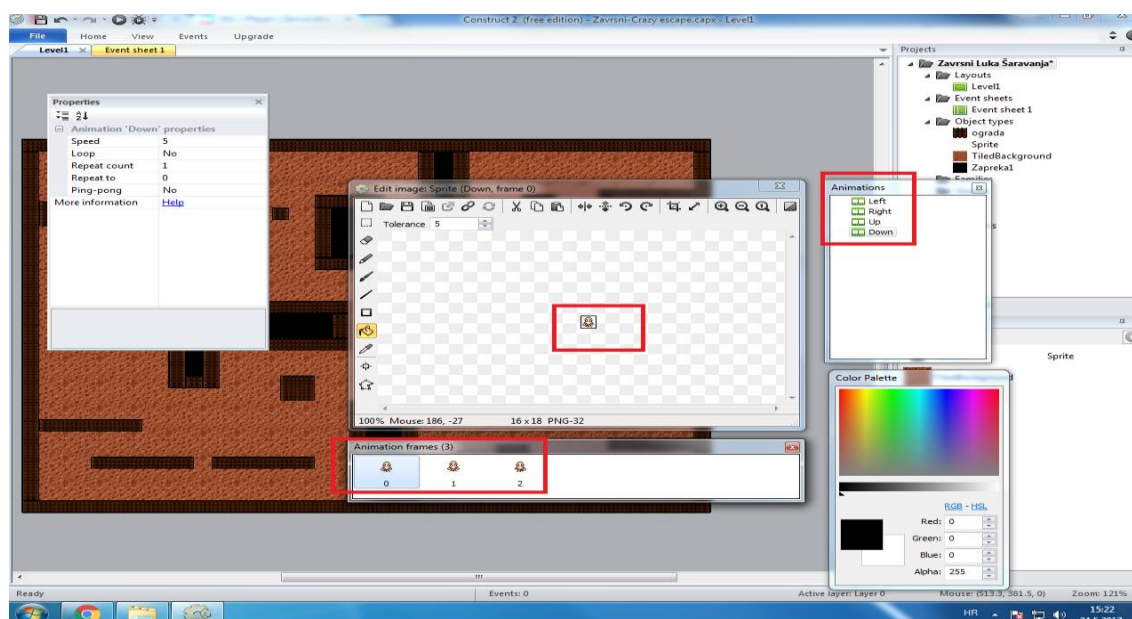 Construct 2 (free edition) - Zavrsni-Crazy escape.capx - Level1
File Home View Events Upgrade
Level1 Event sheet 1
Projects
Zavrsni Luka Šaravanja*
Layouts
Level1
Event sheets
Event sheet 1
Object types
ograda
Sprite
TiledBackground
Zapreka1
Families
Properties
Animation 'Down' properties
Speed 5
Loop No
Repeat count 1
Repeat to 0
Ping-pong No
More information Help
Edit image: Sprite (Down, frame 0)
Tolerance 5
100% Mouse: 186, -27 16 x 18 PNG-32
Animation frames (3)
0 1 2
Animations
Left
Right
Up
Down
Sprite
Color Palette
RGB - HSL
Red: 0
Green: 0
Blue: 0
Alpha: 255
Ready Events: 0 Active layer: Layer 0 Mouse: (513.3, 381.5, 0) Zoom: 121%
HR 15:22